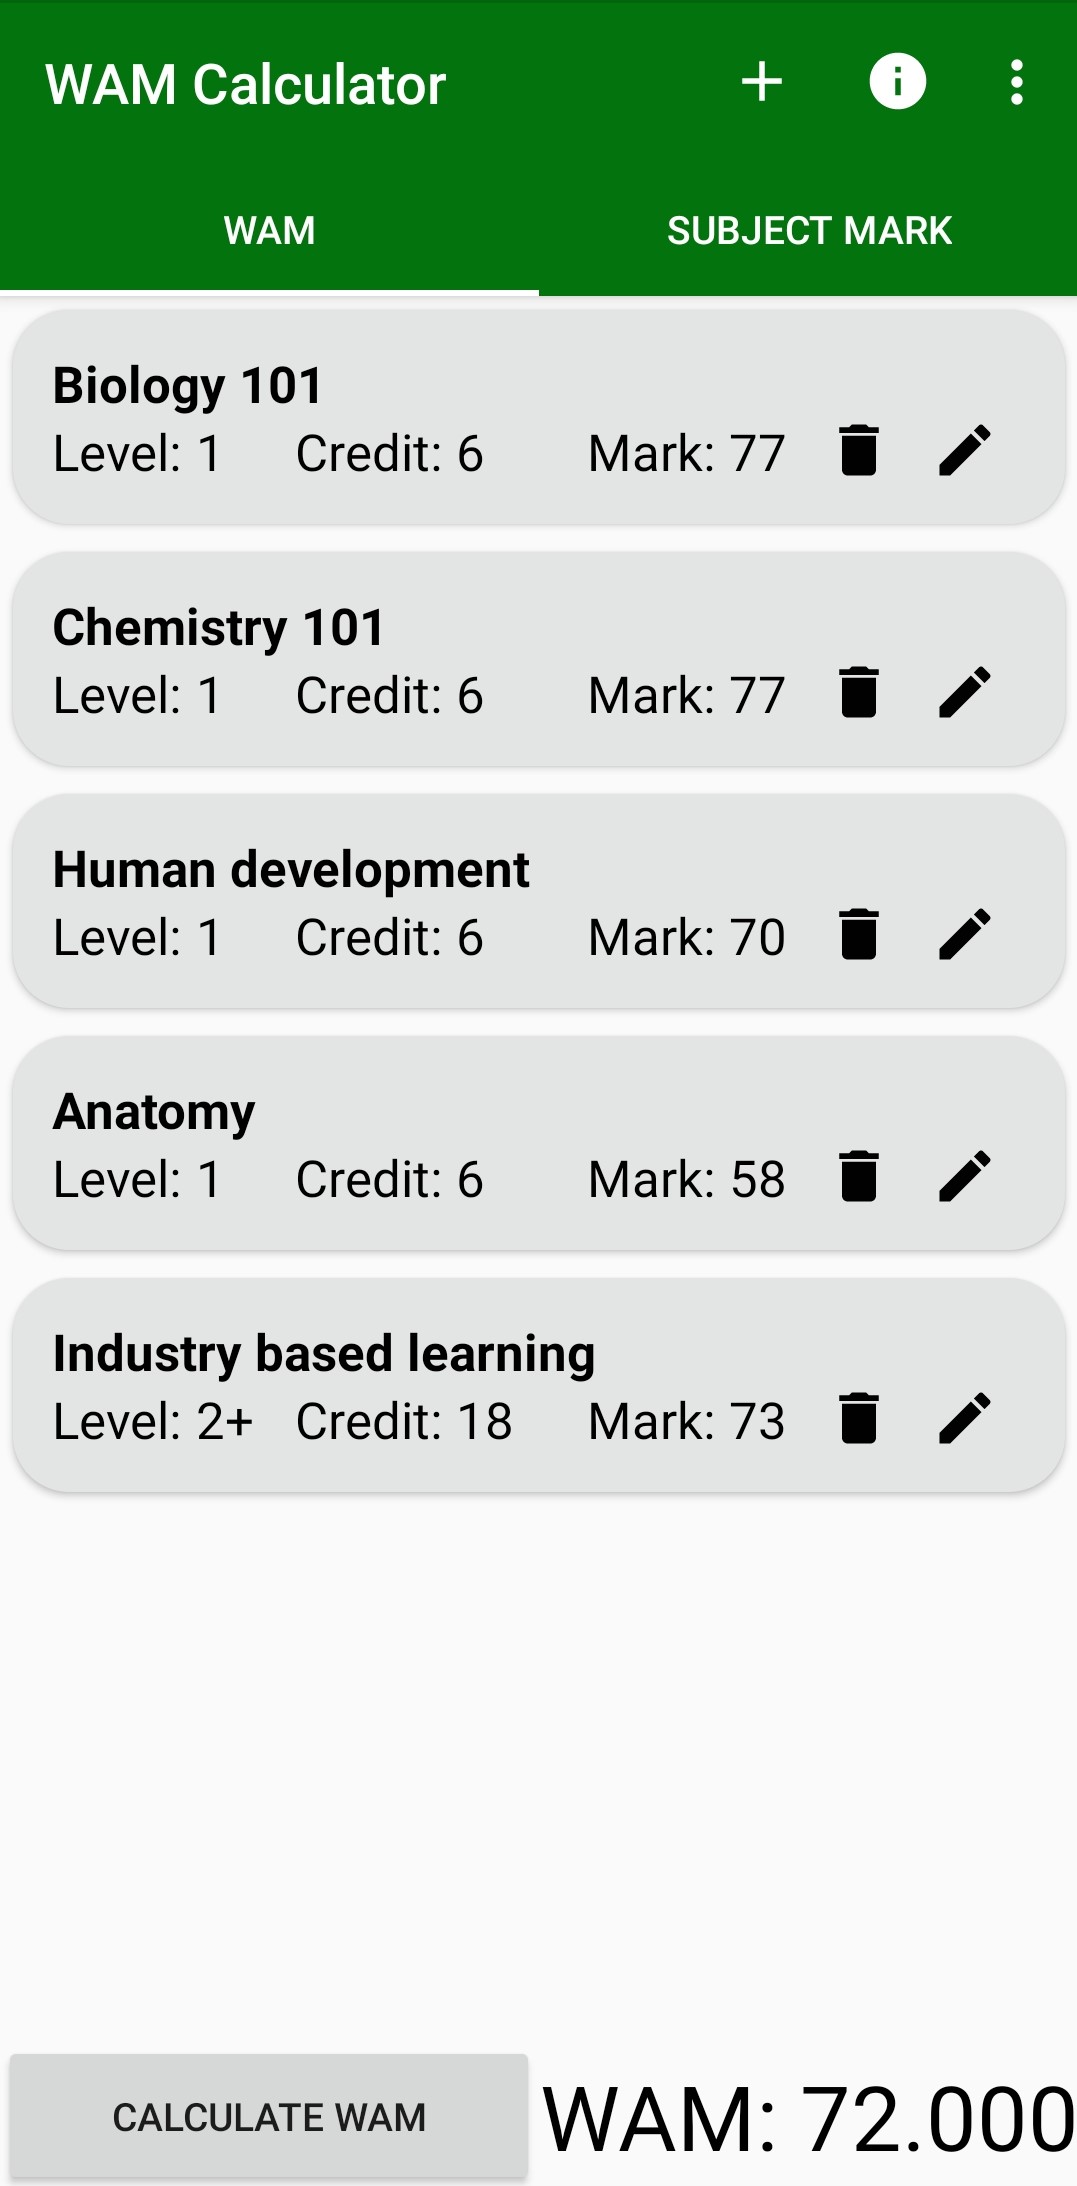 WAM Calculator
WAM SUBJECT MARK
Biology 101
Level: 1 Credit: 6 Mark: 77
Chemistry 101
Level: 1 Credit: 6 Mark: 77
Human development
Level: 1 Credit: 6 Mark: 70
Anatomy
Level: 1 Credit: 6 Mark: 58
Industry based learning
Level: 2+ Credit: 18 Mark: 73
CALCULATE WAM WAM: 72.000